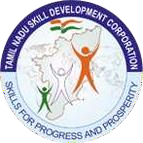 TAMIL NADU SKILL DEVELOPMENT CORPORATION
SKILLS FOR PROGRESS AND PROSPERITY